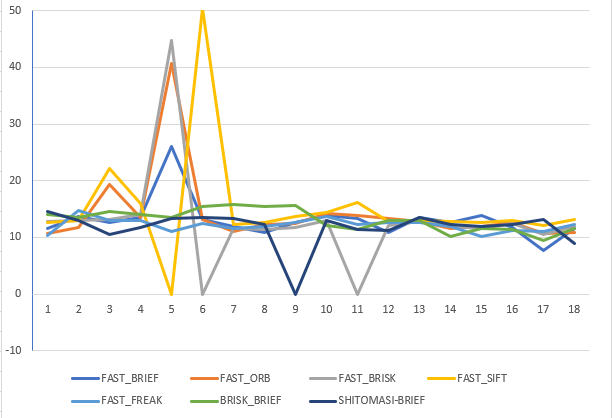 50
40
30
20
10
0
1 2 3 4 5 6 7 8 9 10 11 12 13 14 15 16 17 18
-10
FAST_BRIEF FAST_ORB FAST_BRISK FAST_SIFT
FAST_FREAK BRISK_BRIEF SHITOMASI-BRIEF